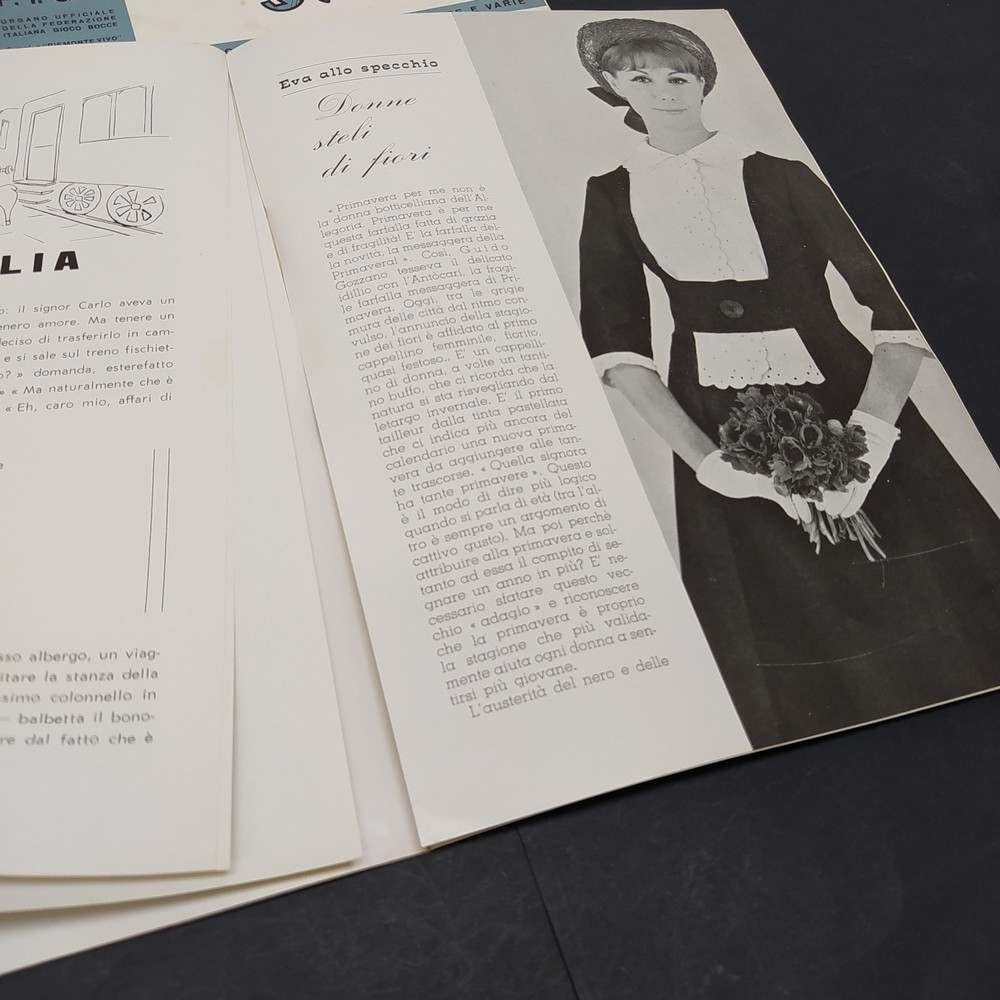 ORGANO UFFICIALE
DELLA FEDERAZIONE
ITALIANA GIOCO BOCCE
"PIEMONTE VIVO"
E VARIE
LIA
il signor Carlo aveva un
amore. Ma tenere un
di trasferirlo in cam-
e si sale sul treno fischiet-
domanda, esterefatto
« Ma naturalmente che è
« Eh, caro mio, affari di
albergo, un viag-
la stanza della
colonnello in
— balbetta il bono-
re dal fatto che è
Eva allo specchio
Donne
steli
di fiori
« Primavera per me non è
la donna botticelliana dell'Al-
legoria. Primavera è per me
questa farfalla fatta di grazia
e di fragilità! E' la farfalla del-
la novità, la messaggera della
Primavera! ». Così, Guido
Gozzano tesseva il delicato
idillio con l'Antòcari, la fragi-
le farfalla messaggera di Pri-
mavera. Oggi, tra le grigie
mura delle città dal ritmo con-
vulso, l'annuncio della stagio-
ne dei fiori è affidato al primo
cappellino femminile, fiorito,
quasi festoso.. E' un cappelli-
no di donna, a volte un tanti-
no buffo, che ci ricorda che la
natura si sta risvegliando dal
letargo invernale. E' il primo
tailleur dalla tinta pastellata
che ci indica più ancora del
calendario una nuova prima-
vera da aggiungere alle tan-
te trascorse. « Quella signora
ha tante primavere ». Questo
è il modo di dire più logico
quando si parla di età (tra l'al-
tro è sempre un argomento di
cattivo gusto). Ma poi perchè
attribuire alla primavera e sol-
tanto ad essa il compito di se-
gnare un anno in più? E' ne-
cessario sfatare questo vec-
chio « adagio » e riconoscere
che la primavera è proprio
la stagione che più valida-
mente aiuta ogni donna a sen-
tirsi più giovane.
L'austerità del nero e delle